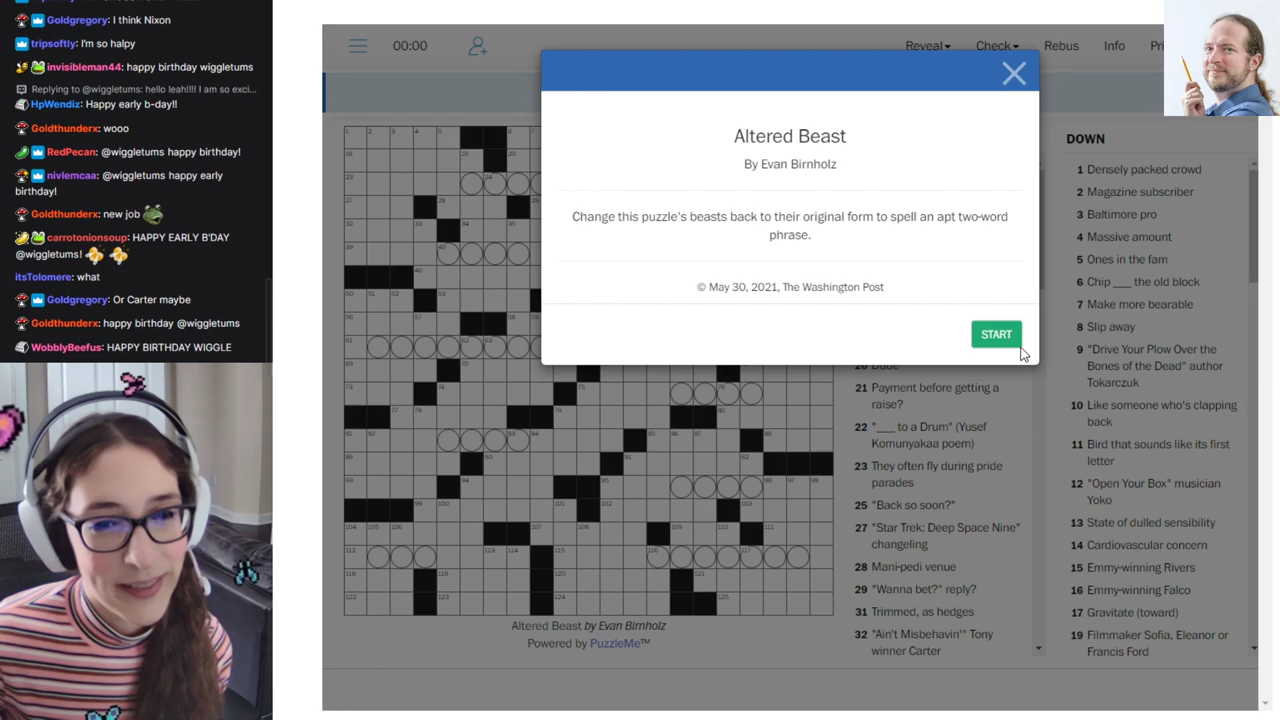 Goldgregory: I think Nixon
tripsoftly: I'm so halpy
invisibleman44: happy birthday wiggletums
Replying to @wiggletums: hello leah!!!! I am so exci...
HpWendiz: Happy early b-day!!
Goldthunderx: wooo
RedPecan: @wiggletums happy birthday!
nivlemcaa: @wiggletums happy early
birthday!
Goldthunderx: new job
carrotonionsoup: HAPPY EARLY B'DAY
@wiggletums!
itsTolomere: what
Goldgregory: Or Carter maybe
Goldthunderx: happy birthday @wiggletums
WobblyBeefus: HAPPY BIRTHDAY WIGGLE
00:00
Reveal
Check
Rebus
Info
Altered Beast
By Evan Birnholz
Change this puzzle's beasts back to their original form to spell an apt two-word
phrase.
© May 30, 2021, The Washington Post
START
Altered Beast by Evan Birnholz
Powered by PuzzleMe™
21 Payment before getting a
raise?
22 "___ to a Drum" (Yusef
Komunyakaa poem)
23 They often fly during pride
parades
25 "Back so soon?"
27 "Star Trek: Deep Space Nine"
changeling
28 Mani-pedi venue
29 "Wanna bet?" reply?
31 Trimmed, as hedges
32 "Ain't Misbehavin'" Tony
winner Carter
DOWN
1 Densely packed crowd
2 Magazine subscriber
3 Baltimore pro
4 Massive amount
5 Ones in the fam
6 Chip ___ the old block
7 Make more bearable
8 Slip away
9 "Drive Your Plow Over the
Bones of the Dead" author
Tokarczuk
10 Like someone who's clapping
back
11 Bird that sounds like its first
letter
12 "Open Your Box" musician
Yoko
13 State of dulled sensibility
14 Cardiovascular concern
15 Emmy-winning Rivers
16 Emmy-winning Falco
17 Gravitate (toward)
19 Filmmaker Sofia, Eleanor or
Francis Ford